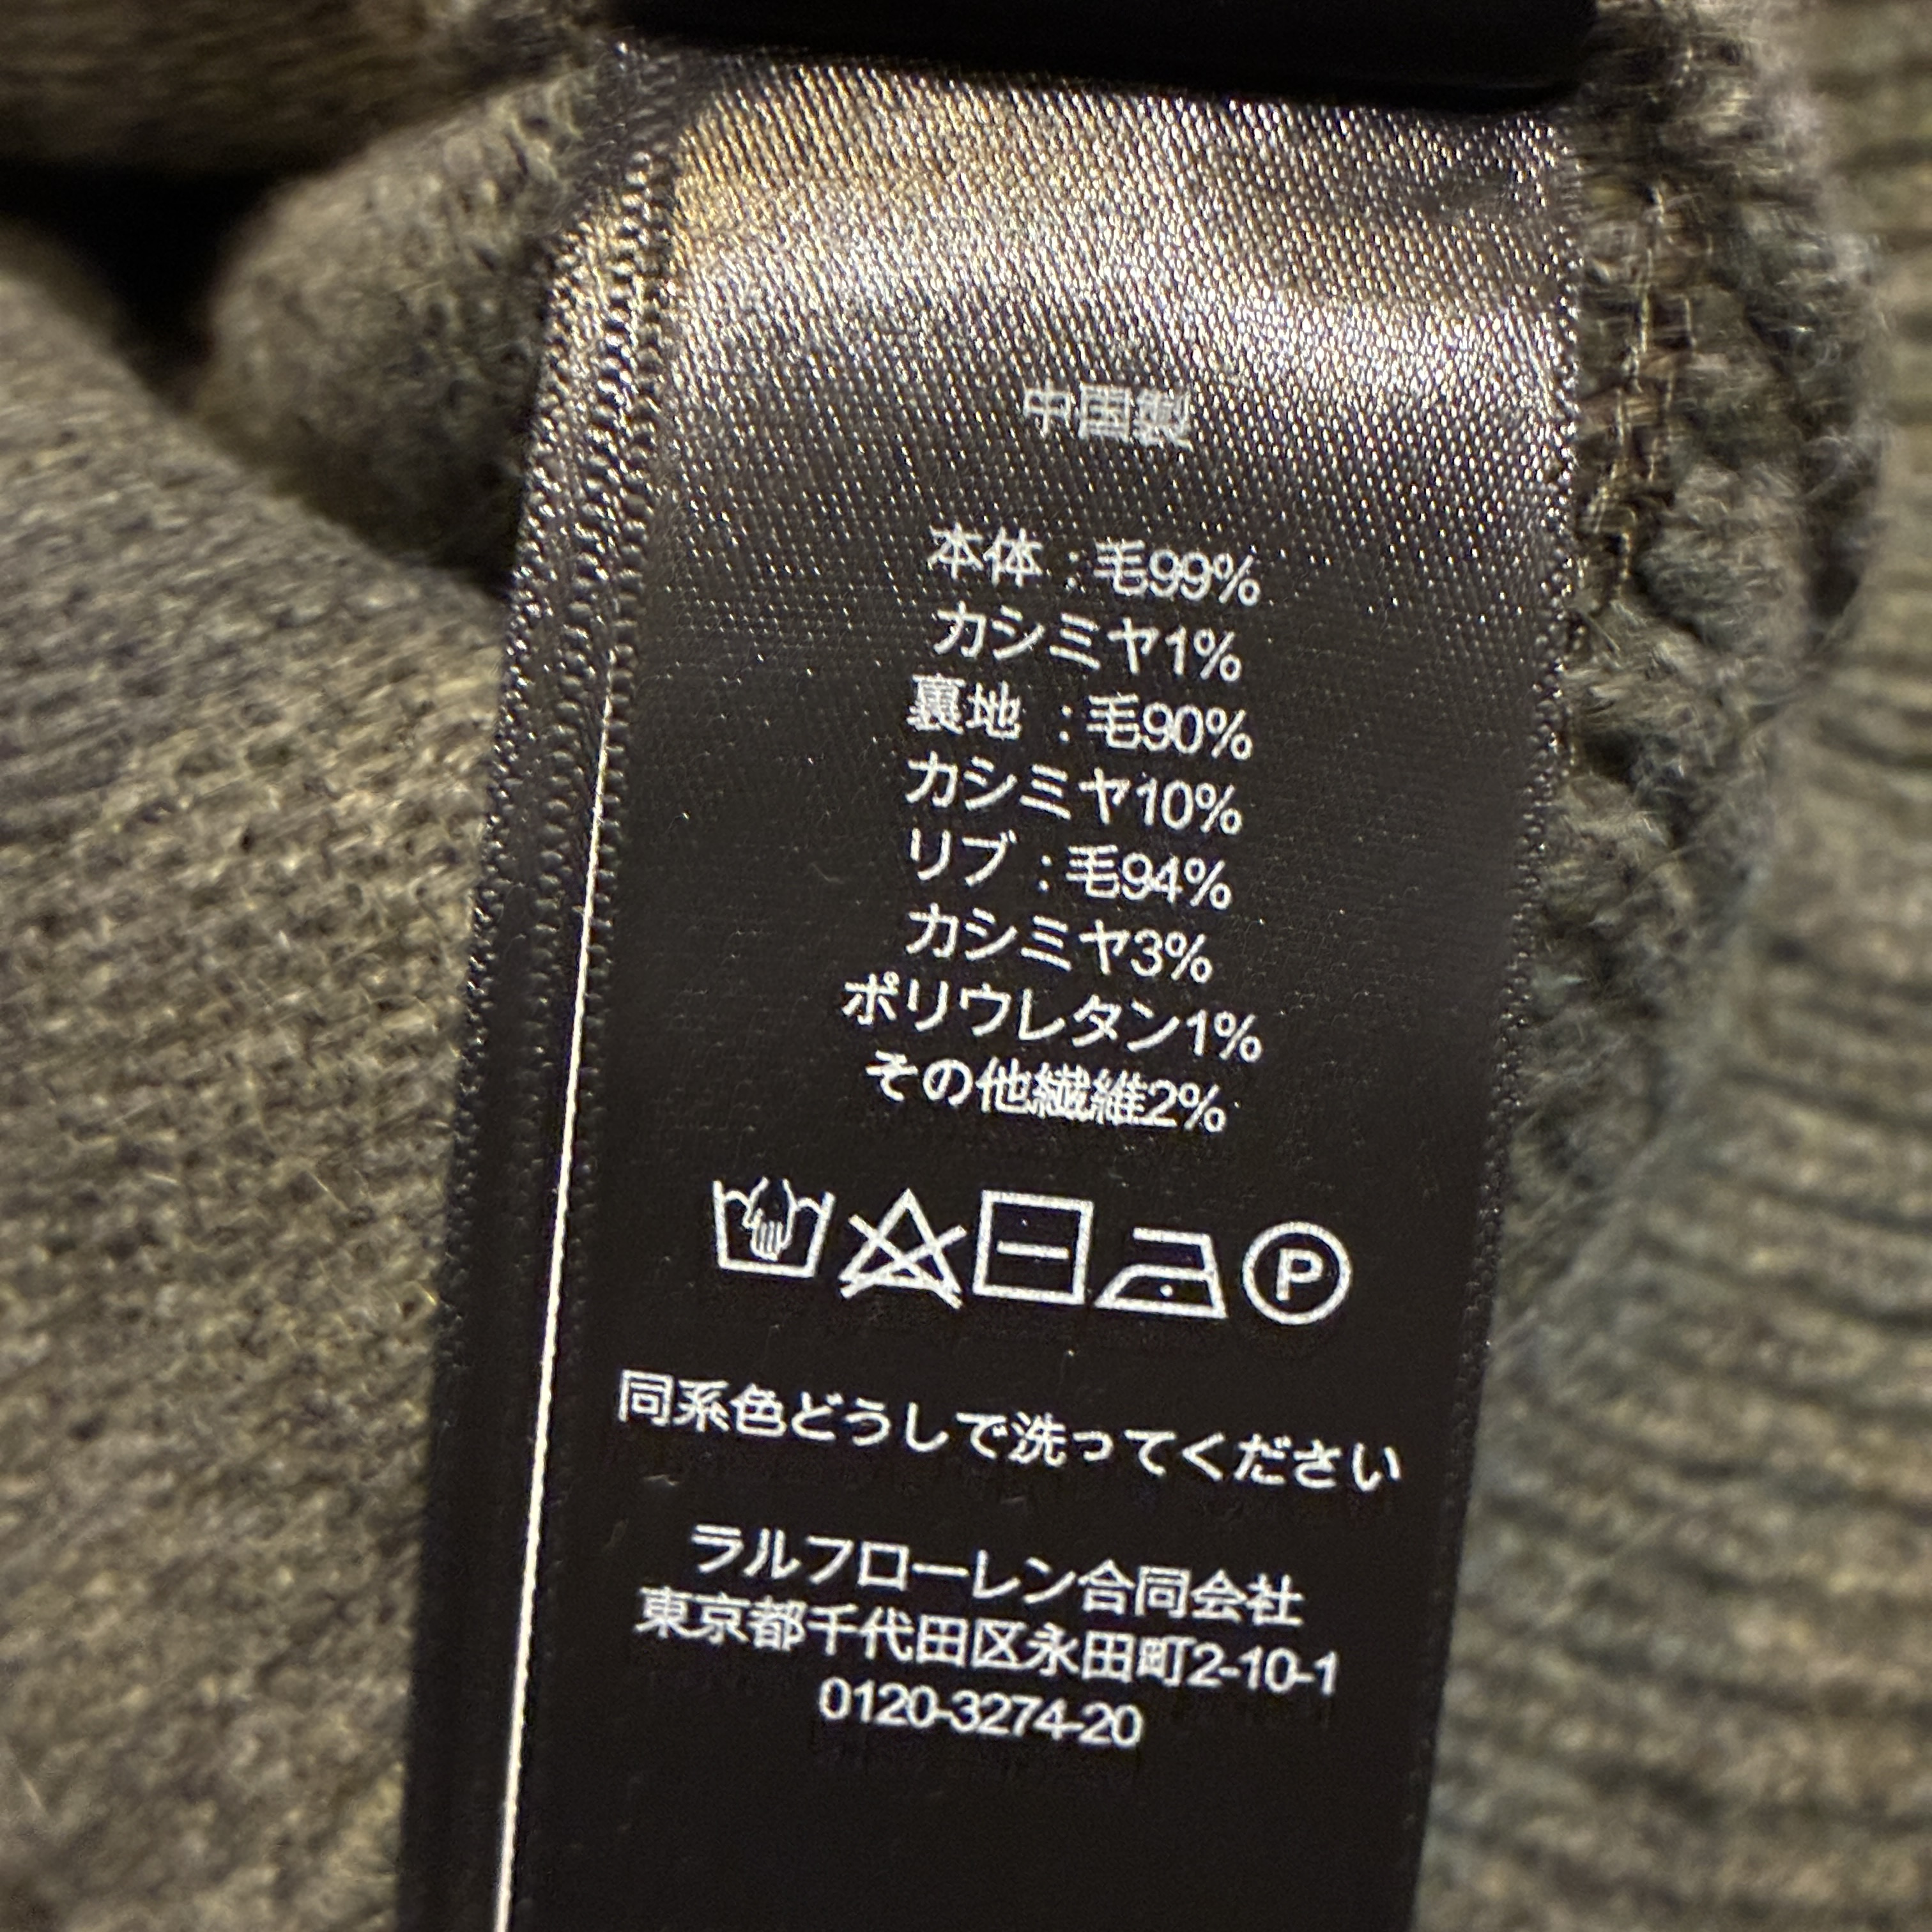 中国製
本体 : 毛99%
カシミヤ1%
裏地 : 毛90%
カシミヤ10%
リブ : 毛94%
カシミヤ3%
ポリウレタン1%
その他繊維2%
P
同系色どうしで洗ってください
ラルフローレン合同会社
東京都千代田区永田町2-10-1
0120-3274-20